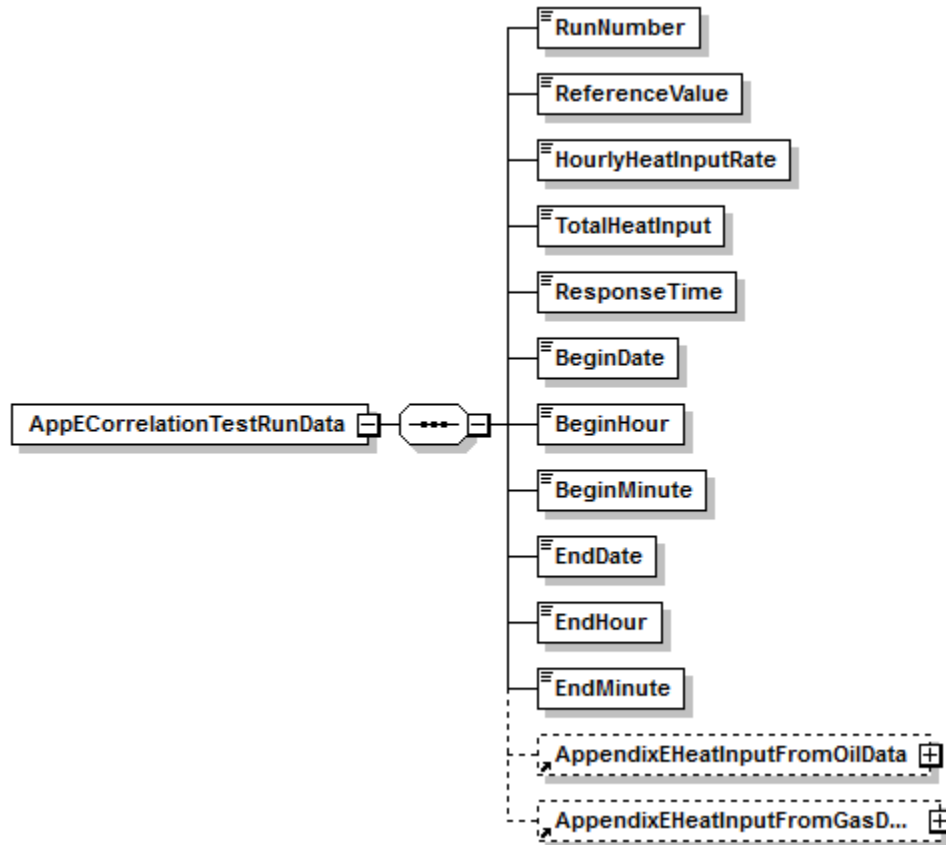 RunNumber
ReferenceValue
HourlyHeatInputRate
TotalHeatInput
ResponseTime
BeginDate
AppECorrelationTestRunData
BeginHour
BeginMinute
EndDate
EndHour
EndMinute
AppendixEHeatInputFromOilData
AppendixEHeatInputFromGasD...